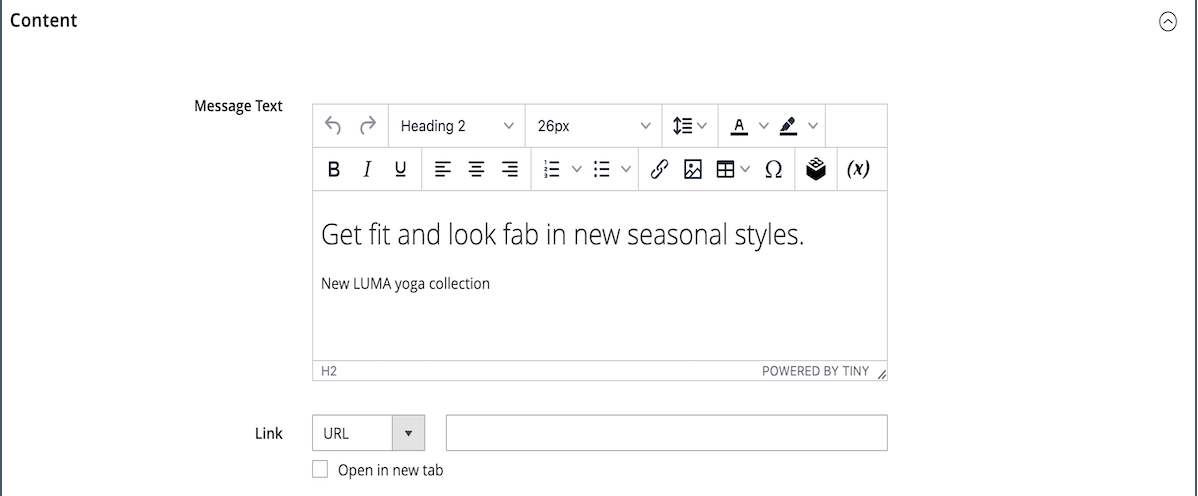 Content
Message Text
Heading 2 26px
A
B I U Ω (x)
Get fit and look fab in new seasonal styles.
New LUMA yoga collection
H2 POWERED BY TINY
Link URL
Open in new tab